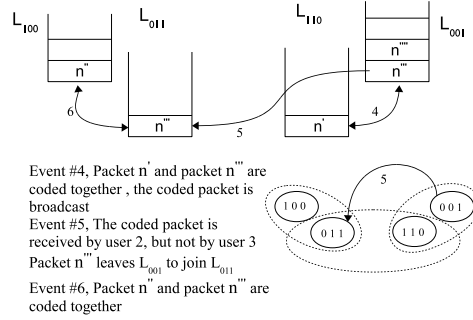 L100
L011
L110
L001
n''''
n''
n'''
6
n'''
5
n'
4
Event #4, Packet n' and packet n''' are
coded together , the coded packet is
broadcast
Event #5, The coded packet is
received by user 2, but not by user 3
Packet n''' leaves L001 to join L011
Event #6, Packet n'' and packet n''' are
coded together
5
1 0 0
0 0 1
0 1 1
1 1 0